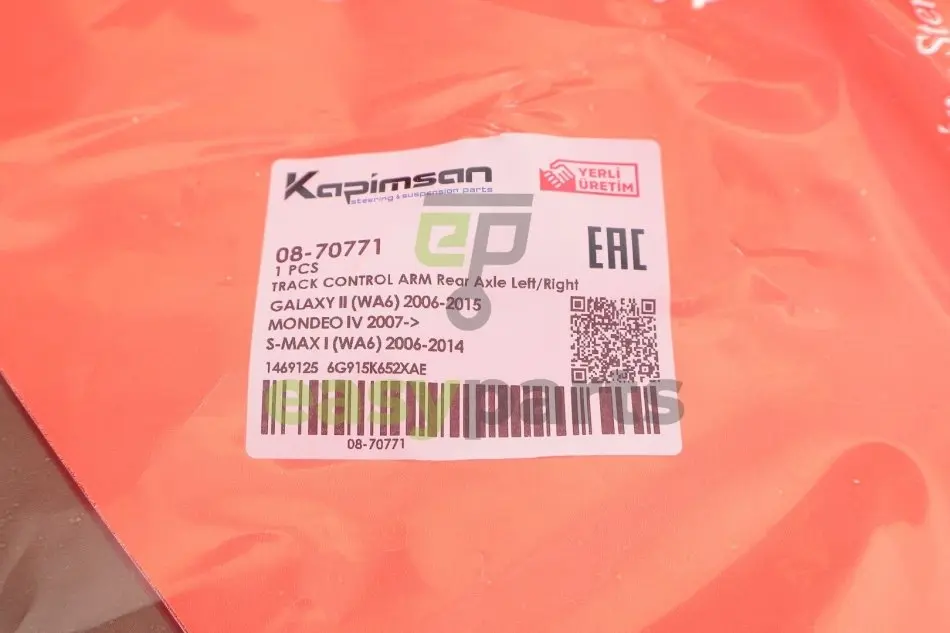 Kapimsan
steering & suspension parts
YERLİ
ÜRETİM
ep
08-70771
1 PCS
EAC
TRACK CONTROL ARM Rear Axle Left/Right
GALAXY II (WA6) 2006-2015
MONDEO IV 2007->
S-MAX I (WA6) 2006-2014
1469125 6G915K652XAE
easyparts
08-70771